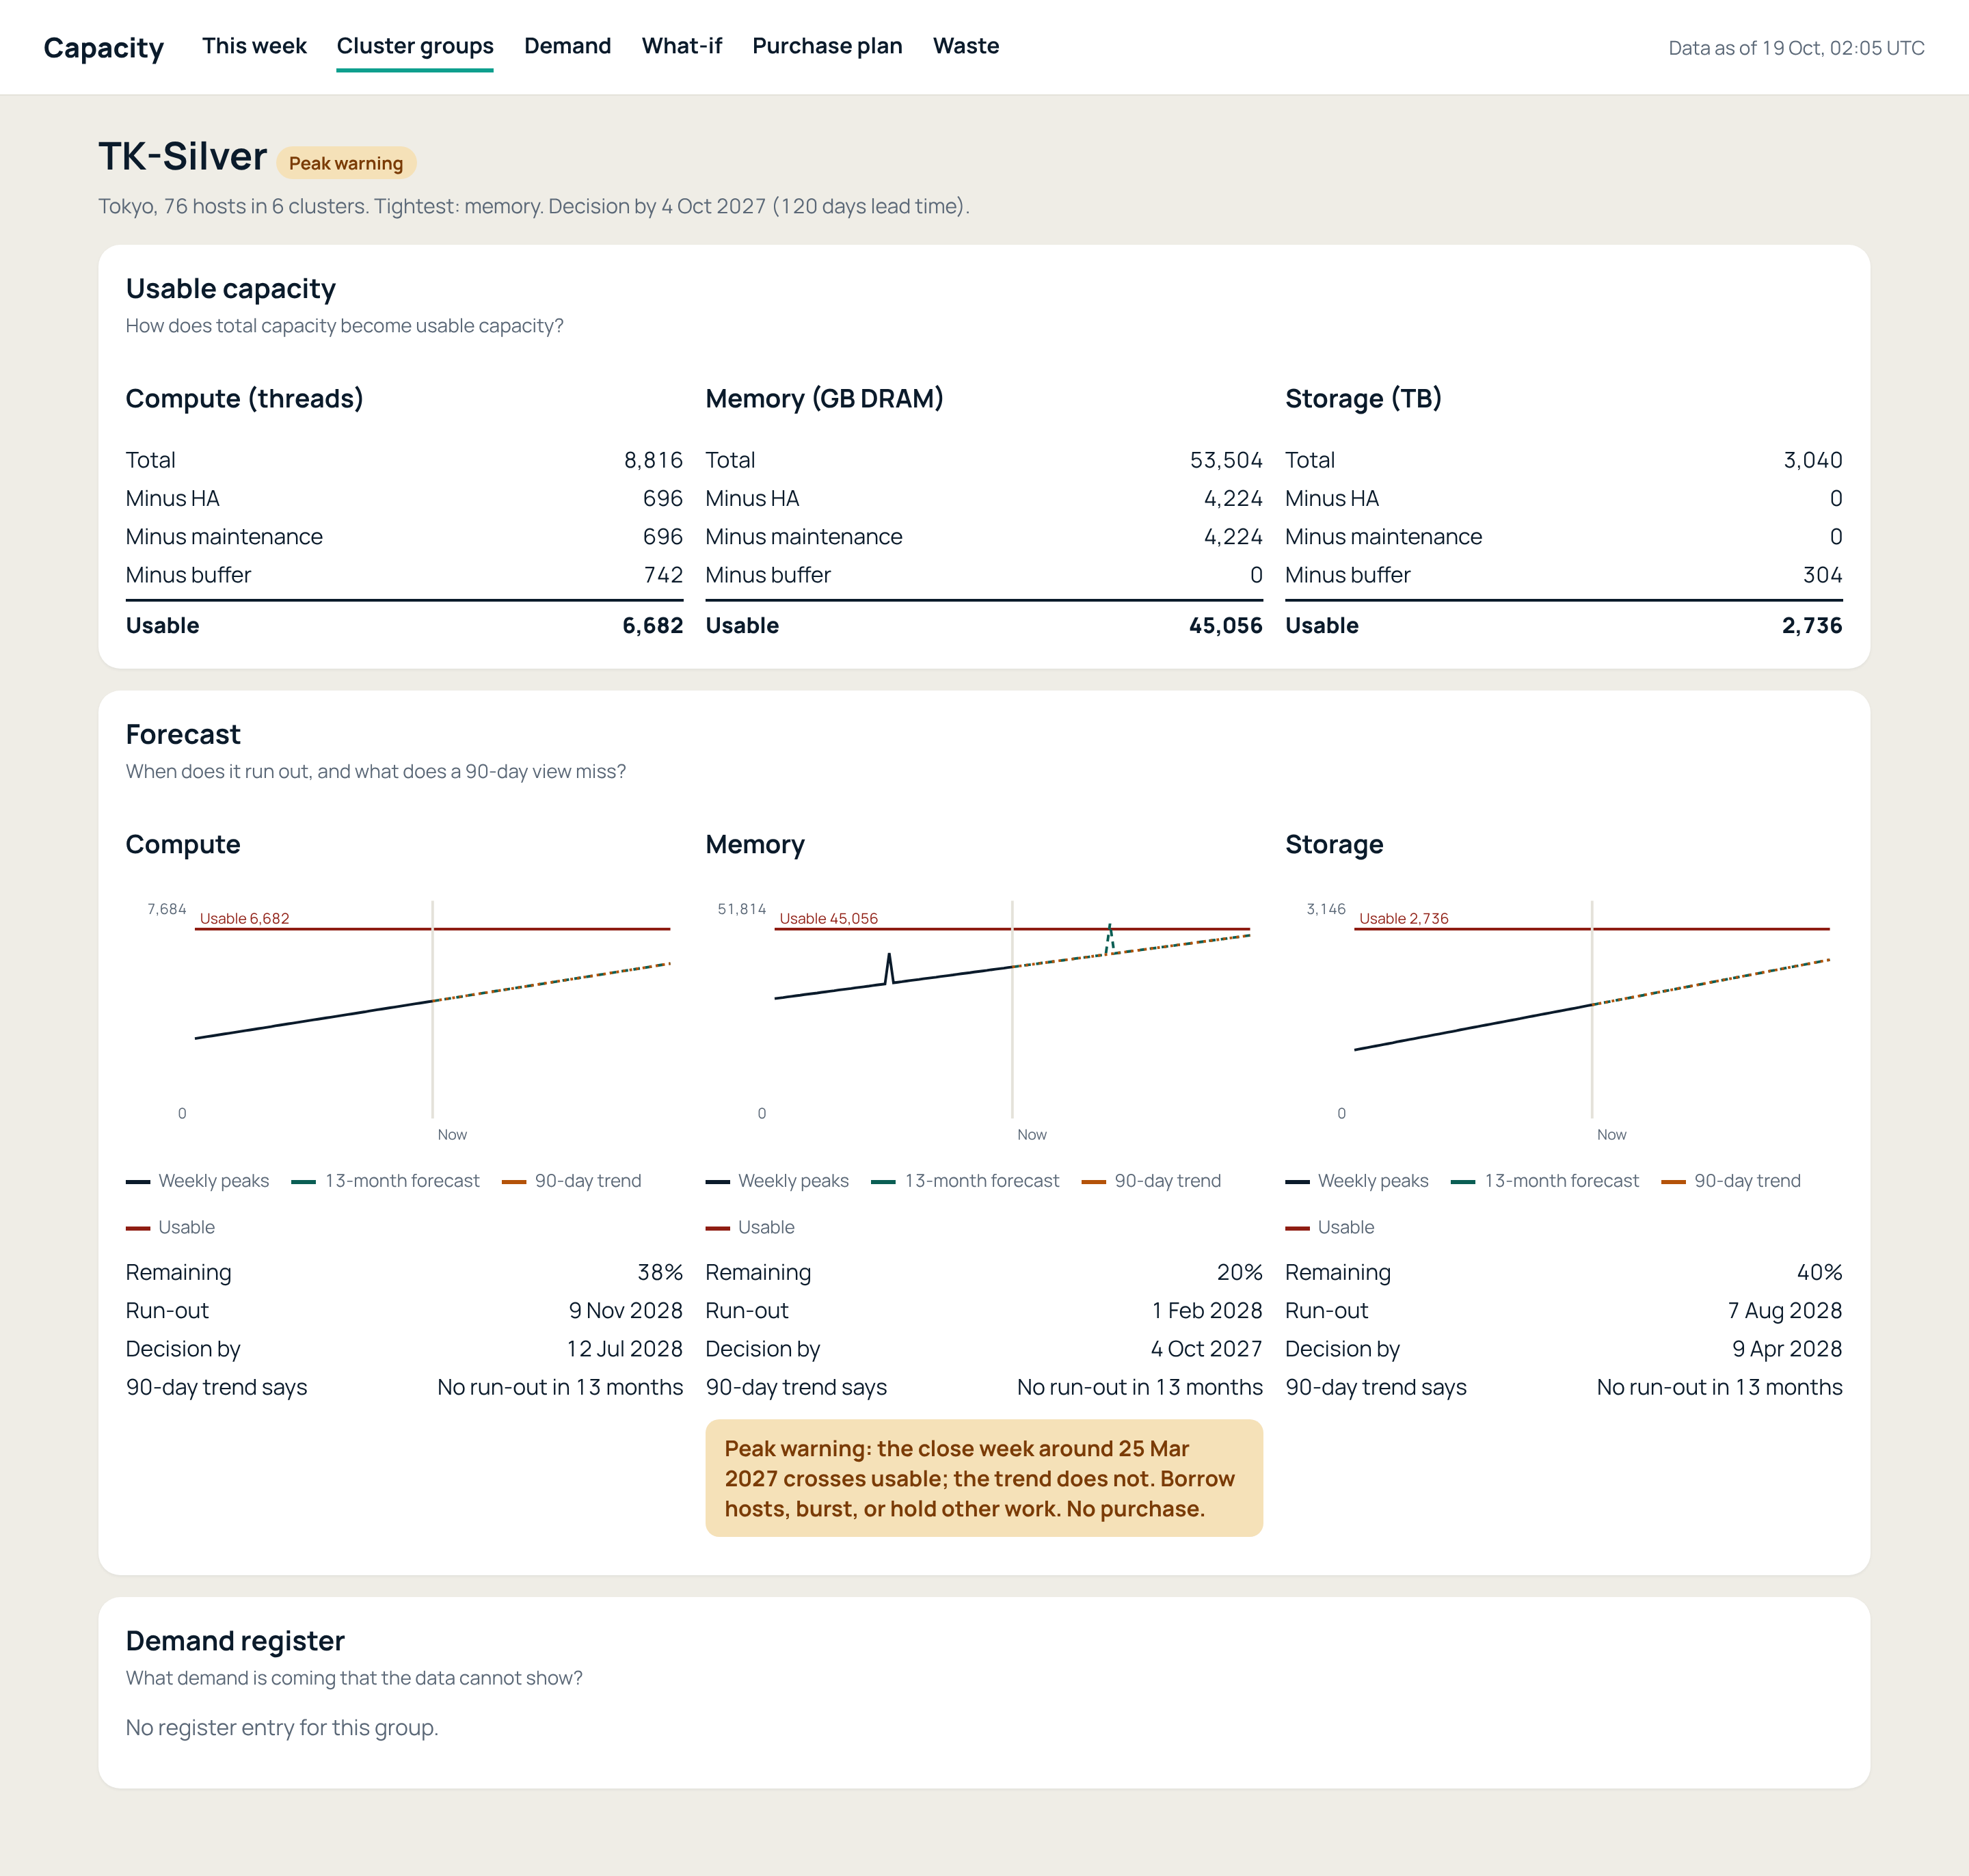 Capacity This week Cluster groups Demand What-if Purchase plan Waste Data as of 19 Oct, 02:05 UTC
TK-Silver Peak warning
Tokyo, 76 hosts in 6 clusters. Tightest: memory. Decision by 4 Oct 2027 (120 days lead time).
Usable capacity
How does total capacity become usable capacity?
Compute (threads)
Total 8,816
Minus HA 696
Minus maintenance 696
Minus buffer 742
Usable 6,682
Memory (GB DRAM)
Total 53,504
Minus HA 4,224
Minus maintenance 4,224
Minus buffer 0
Usable 45,056
Storage (TB)
Total 3,040
Minus HA 0
Minus maintenance 0
Minus buffer 304
Usable 2,736
Forecast
When does it run out, and what does a 90-day view miss?
Compute
7,684
Usable 6,682
0
Now
Weekly peaks 13-month forecast 90-day trend
Usable
Remaining 38%
Run-out 9 Nov 2028
Decision by 12 Jul 2028
90-day trend says No run-out in 13 months
Memory
51,814
Usable 45,056
0
Now
Weekly peaks 13-month forecast 90-day trend
Usable
Remaining 20%
Run-out 1 Feb 2028
Decision by 4 Oct 2027
90-day trend says No run-out in 13 months
Peak warning: the close week around 25 Mar
2027 crosses usable; the trend does not. Borrow
hosts, burst, or hold other work. No purchase.
Storage
3,146
Usable 2,736
0
Now
Weekly peaks 13-month forecast 90-day trend
Usable
Remaining 40%
Run-out 7 Aug 2028
Decision by 9 Apr 2028
90-day trend says No run-out in 13 months
Demand register
What demand is coming that the data cannot show?
No register entry for this group.